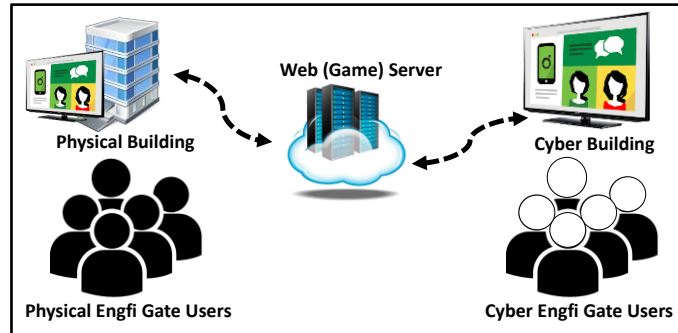 Web (Game) Server
Physical Building
Cyber Building
Physical Engfi Gate Users
Cyber Engfi Gate Users